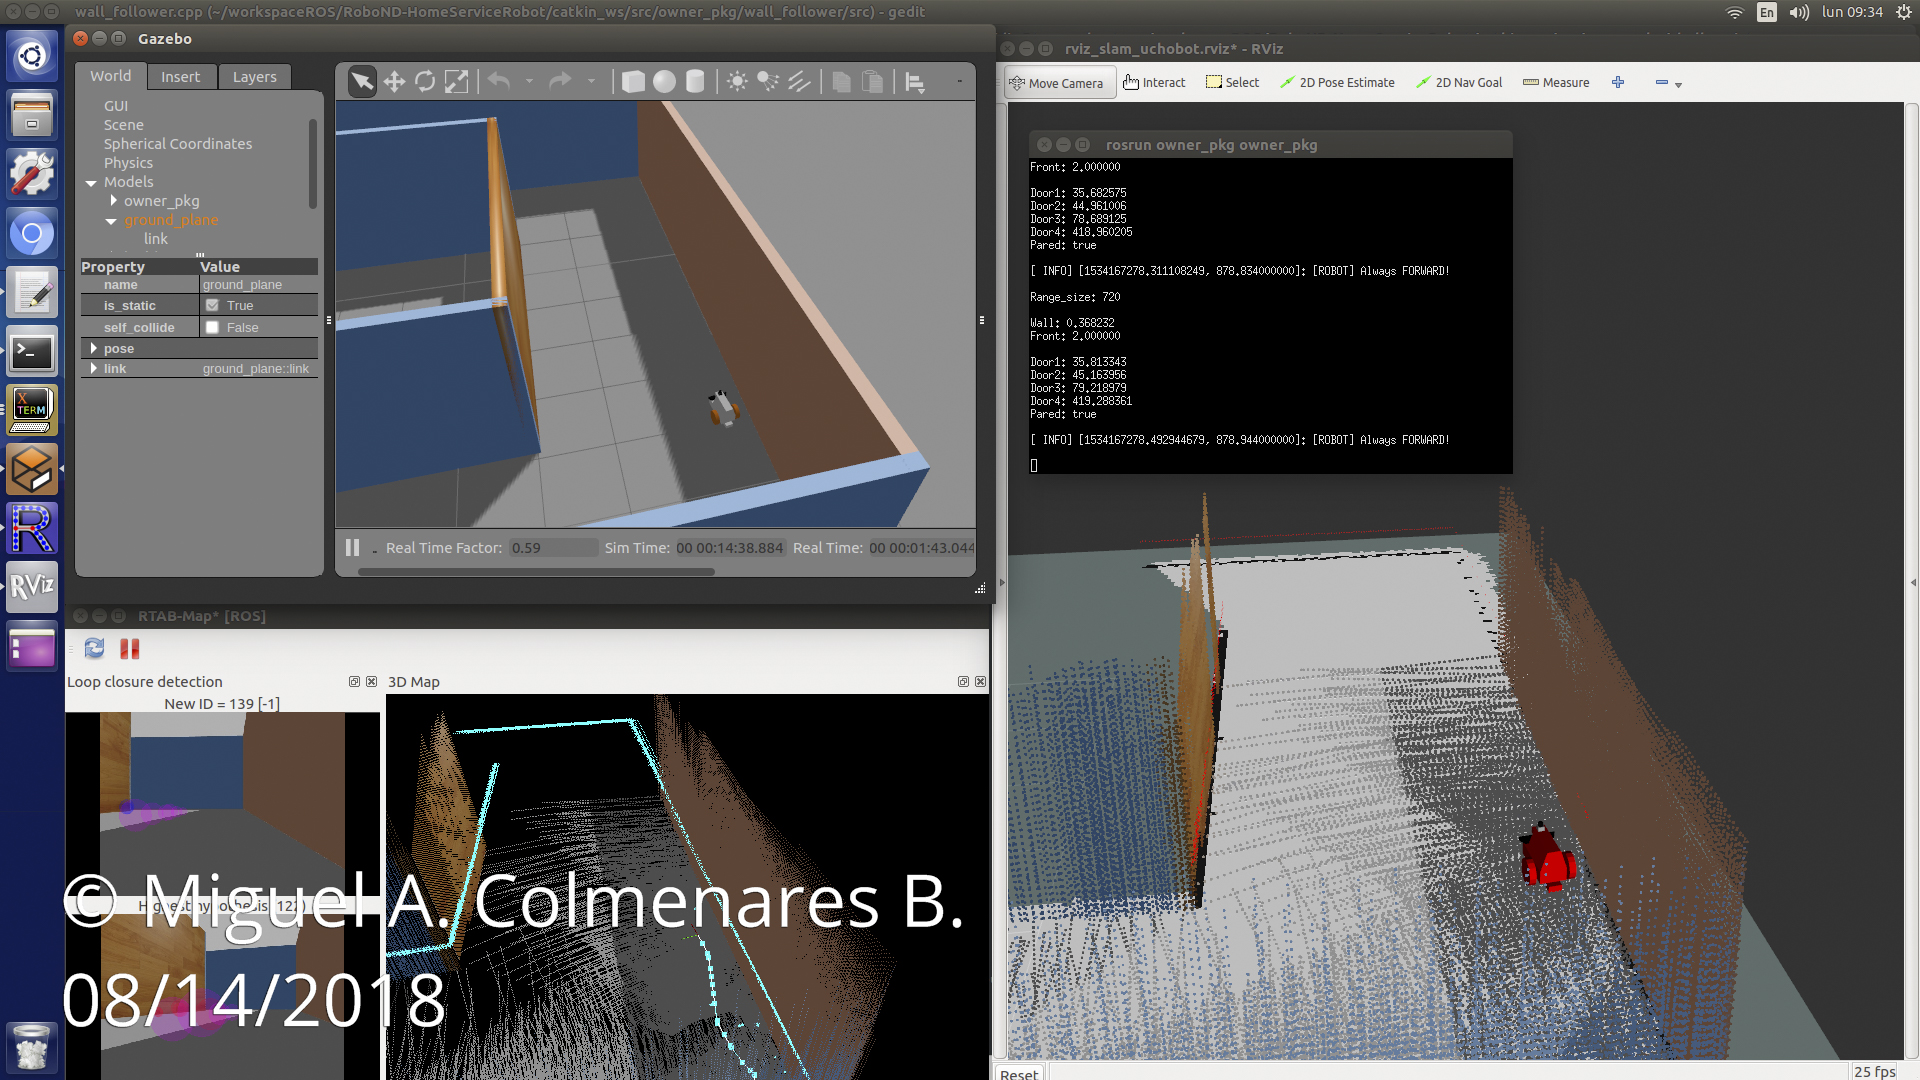 wall_follower.cpp (~/workspaceROS/RoboND-HomeServiceRobot/catkin_ws/src/owner_pkg/wall_follower/src) - gedit
En
lun 09:34
Gazebo
World Insert Layers
GUI
Scene
Spherical Coordinates
Physics
Models
owner_pkg
ground_plane
link
Property Value
name ground_plane
is_static True
self_collide False
pose
link ground_plane::link
Real Time Factor: 0.59 Sim Time: 00 00:14:38.884 Real Time: 00 00:01:43.044
rviz_slam_uchobot.rviz* - RViz
Move Camera Interact Select 2D Pose Estimate 2D Nav Goal Measure
rosrun owner_pkg owner_pkg
Front: 2.000000
Door1: 35.682575
Door2: 44.961006
Door3: 78.689125
Door4: 418.960205
Pared: true
[ INFO] [1534167278.311108249, 878.834000000]: [ROBOT] Always FORWARD!
Range_size: 720
Wall: 0.368232
Front: 2.000000
Door1: 35.813343
Door2: 45.163956
Door3: 79.218979
Door4: 419.288361
Pared: true
[ INFO] [1534167278.492944679, 878.944000000]: [ROBOT] Always FORWARD!
X
TERM
R
RViz
RTAB-Map* [ROS]
Loop closure detection
New ID = 139 [-1]
3D Map
Highest hypothesis (122)
© Miguel A. Colmenares B.
08/14/2018
Reset
25 fps